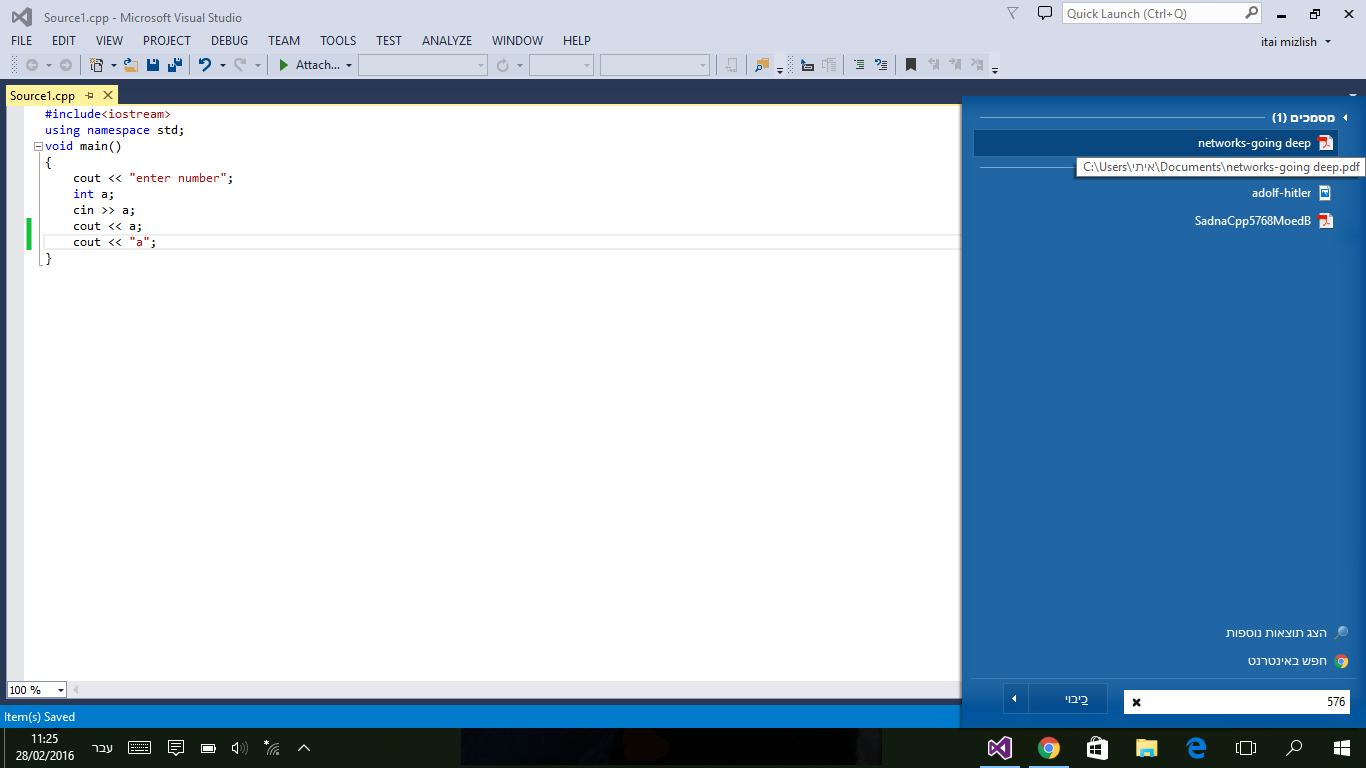 Source1.cpp - Microsoft Visual Studio
Quick Launch (Ctrl+Q)
FILE EDIT VIEW PROJECT DEBUG TEAM TOOLS TEST ANALYZE WINDOW HELP
itai mizlish
Attach...
Source1.cpp
#include<iostream>
using namespace std;
void main()
{
cout << "enter number";
int a;
cin >> a;
cout << a;
cout << "a";
}
מסמכים (1)
networks-going deep
C:\Users\איתי\Documents\networks-going deep.pdf
adolf-hitler
SadnaCpp5768MoedB
הצג תוצאות נוספות
חפש באינטרנט
כיבוי
576
100 %
Item(s) Saved
11:25
28/02/2016
עבר